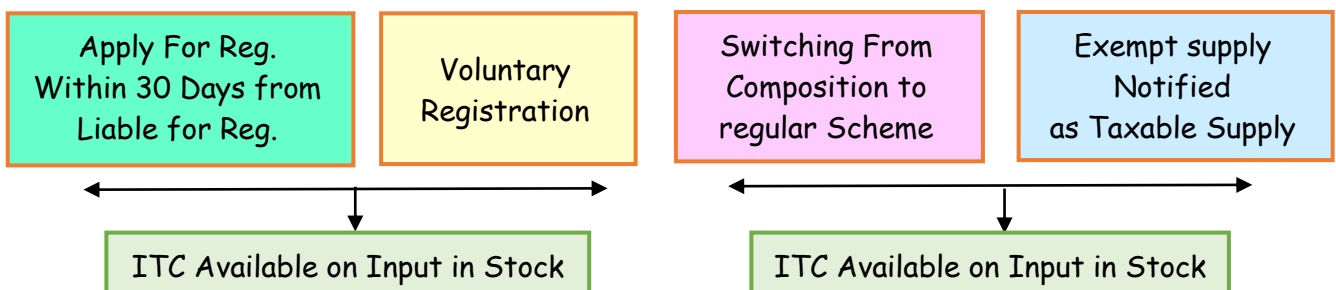 Apply For Reg.
Within 30 Days from
Liable for Reg.
Voluntary
Registration
Switching From
Composition to
regular Scheme
Exempt supply
Notified
as Taxable Supply
ITC Available on Input in Stock
ITC Available on Input in Stock